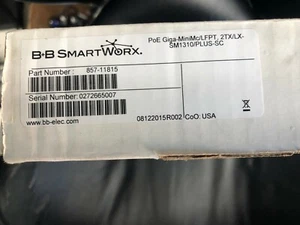 B+B SMARTWORX.
PoE Giga-MiniMc/LFPT, 2TX/LX-
SM1310/PLUS-SC
Part Number: 857-11815
Serial Number: 0272665007
www.bb-elec.com
08122015R002
CoO: USA